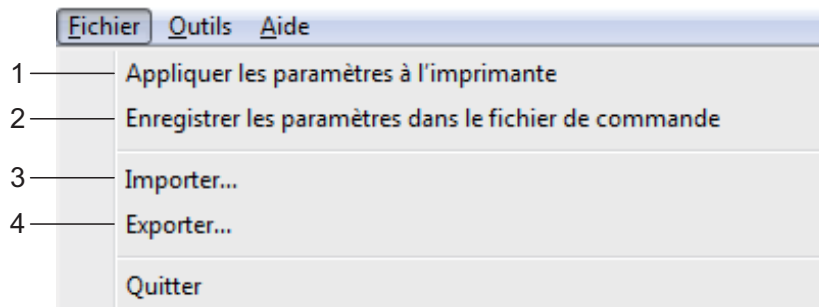 Fichier Outils Aide
1 Appliquer les paramètres à l'imprimante
2 Enregistrer les paramètres dans le fichier de commande
3 Importer...
4 Exporter...
Quitter